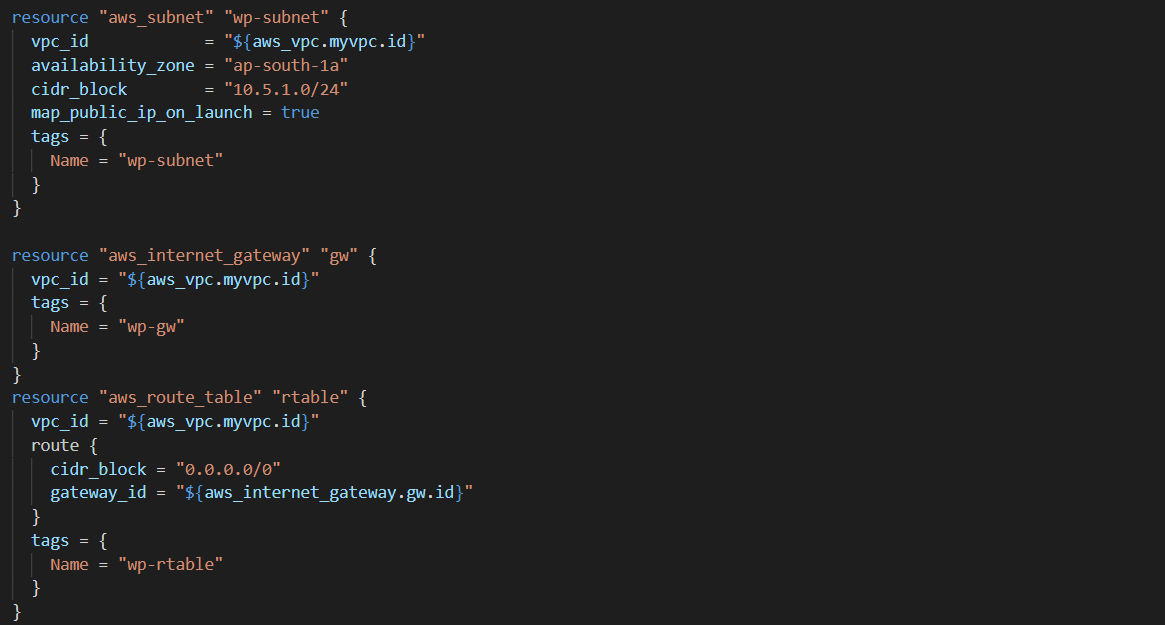 resource "aws_subnet" "wp-subnet" {
  vpc_id            = "${aws_vpc.myvpc.id}"
  availability_zone = "ap-south-1a"
  cidr_block        = "10.5.1.0/24"
  map_public_ip_on_launch = true
  tags = {
    Name = "wp-subnet"
  }
}

resource "aws_internet_gateway" "gw" {
  vpc_id = "${aws_vpc.myvpc.id}"
  tags = {
    Name = "wp-gw"
  }
}
resource "aws_route_table" "rtable" {
  vpc_id = "${aws_vpc.myvpc.id}"
  route {
    cidr_block = "0.0.0.0/0"
    gateway_id = "${aws_internet_gateway.gw.id}"
  }
  tags = {
    Name = "wp-rtable"
  }
}